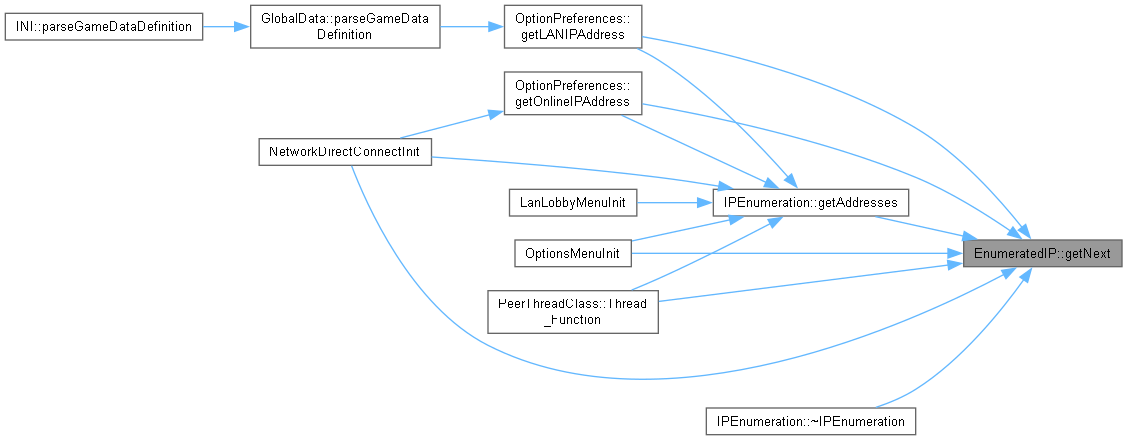 INI::parseGameDataDefinition
GlobalData::parseGameData
Definition
OptionPreferences::
getLANIPAddress
OptionPreferences::
getOnlineIPAddress
NetworkDirectConnectInit
LanLobbyMenuInit
IPEnumeration::getAddresses
OptionsMenuInit
EnumeratedIP::getNext
PeerThreadClass::Thread
_Function
IPEnumeration::~IPEnumeration